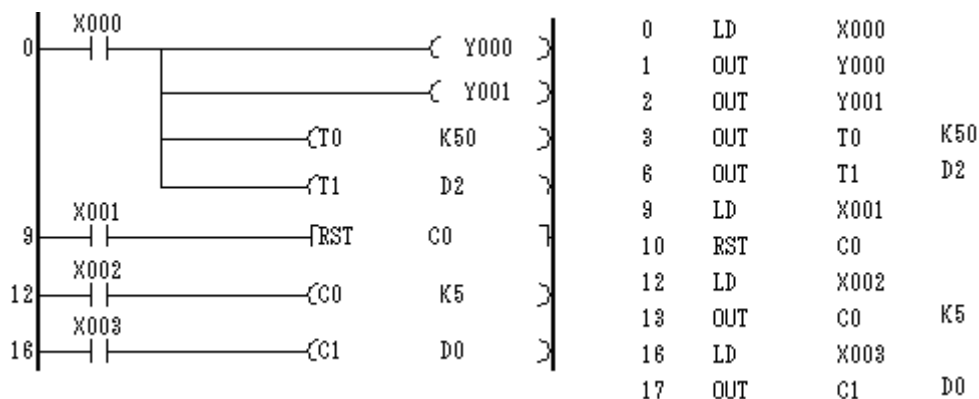 X000
0 Y000
Y001
T0 K50
T1 D2
X001
9 RST C0
X002
12 C0 K5
X003
16 C1 D0
0 LD X000
1 OUT Y000
2 OUT Y001
3 OUT T0 K50
6 OUT T1 D2
9 LD X001
10 RST C0
12 LD X002
13 OUT C0 K5
16 LD X003
17 OUT C1 D0